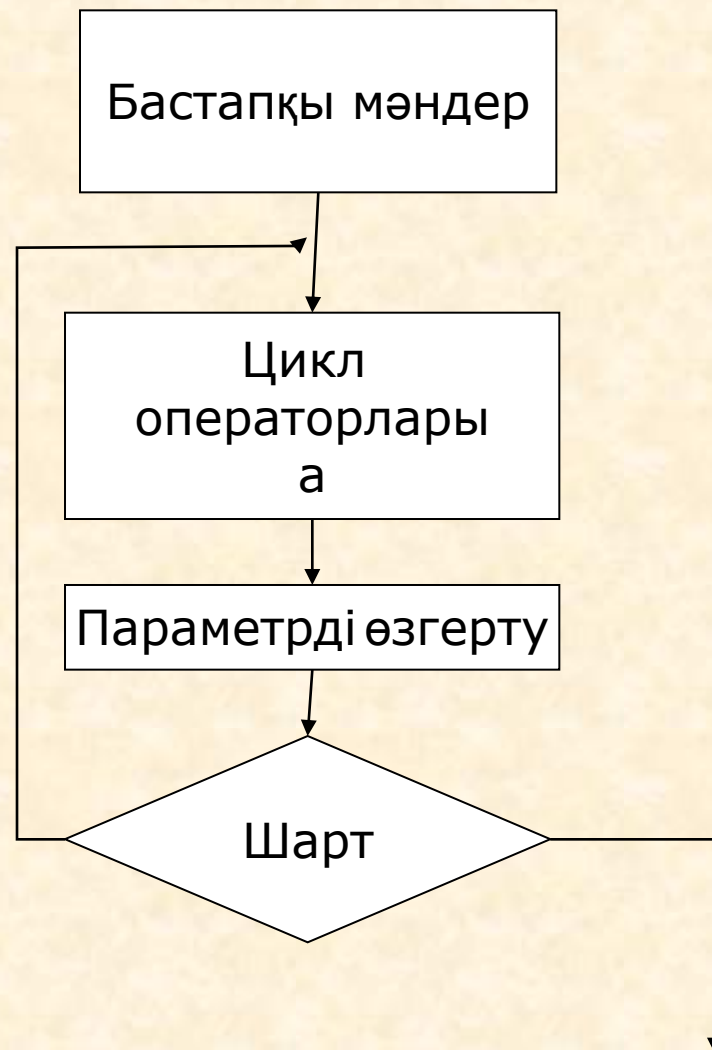 Бастапқы мәндер
Цикл
операторлары
а
Параметрді өзгерту
Шарт